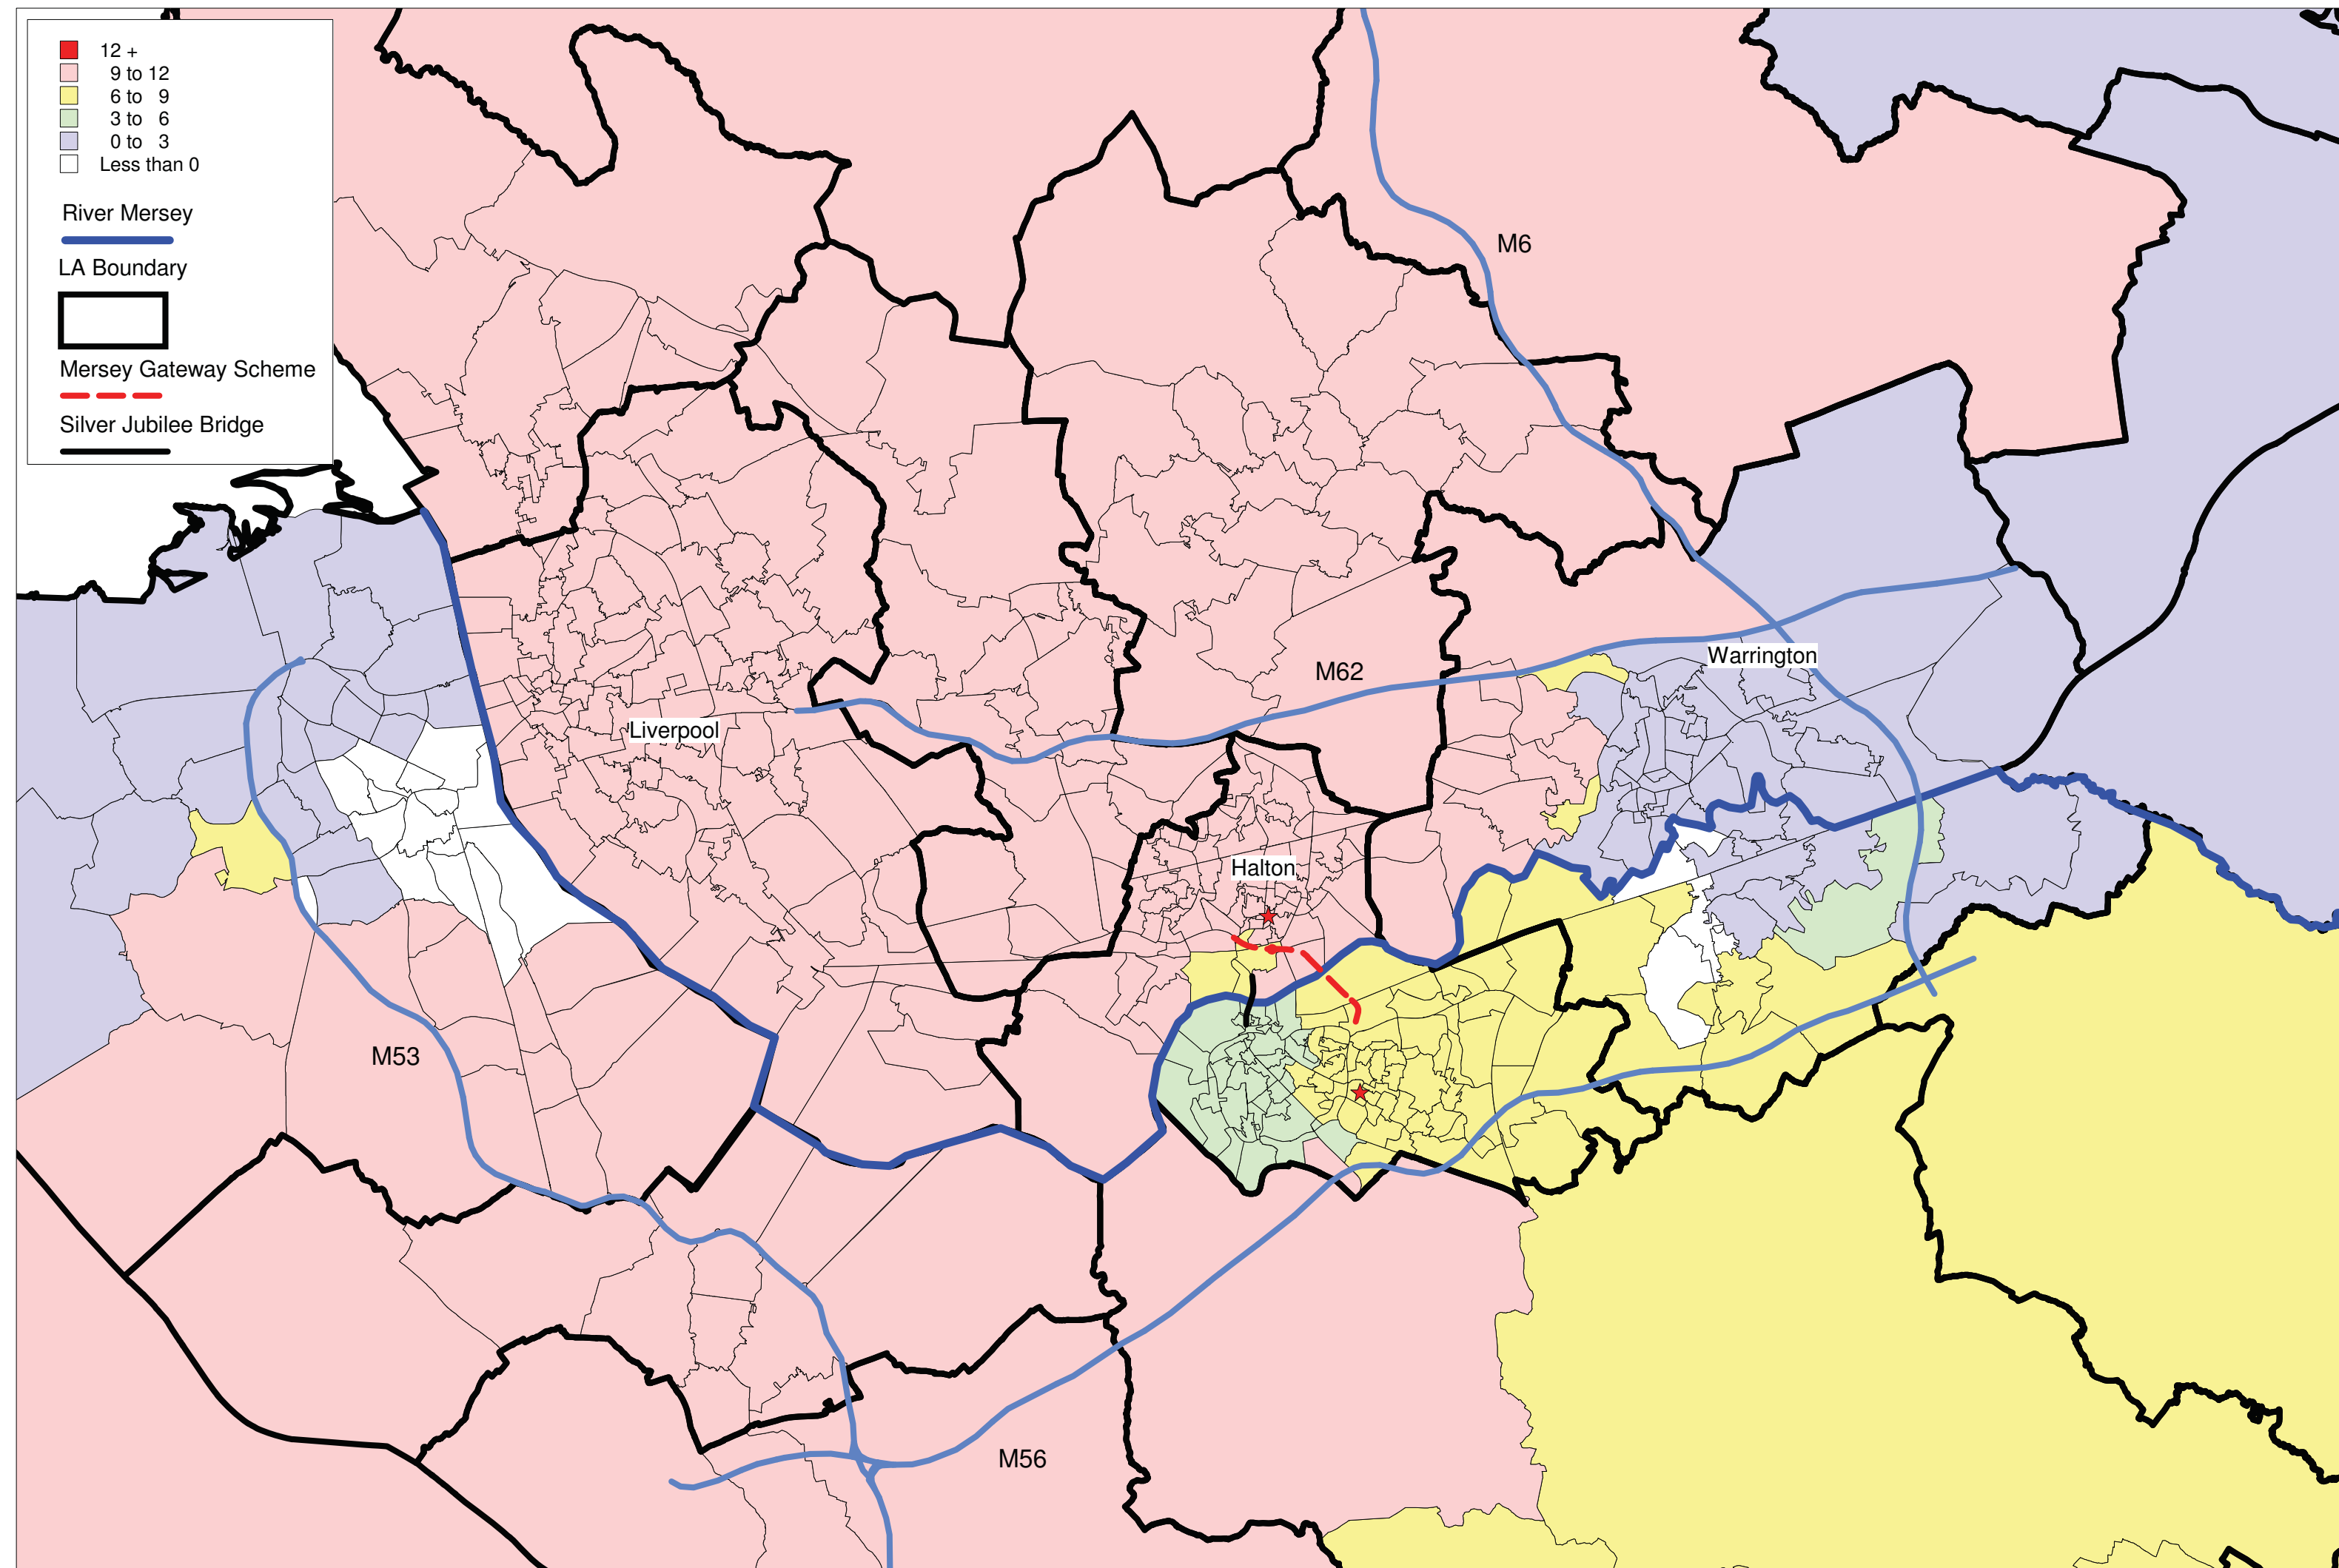 12 +
9 to 12
6 to 9
3 to 6
0 to 3
Less than 0
River Mersey
LA Boundary
Mersey Gateway Scheme
Silver Jubilee Bridge
M6
Warrington
M62
Liverpool
Halton
M53
M56